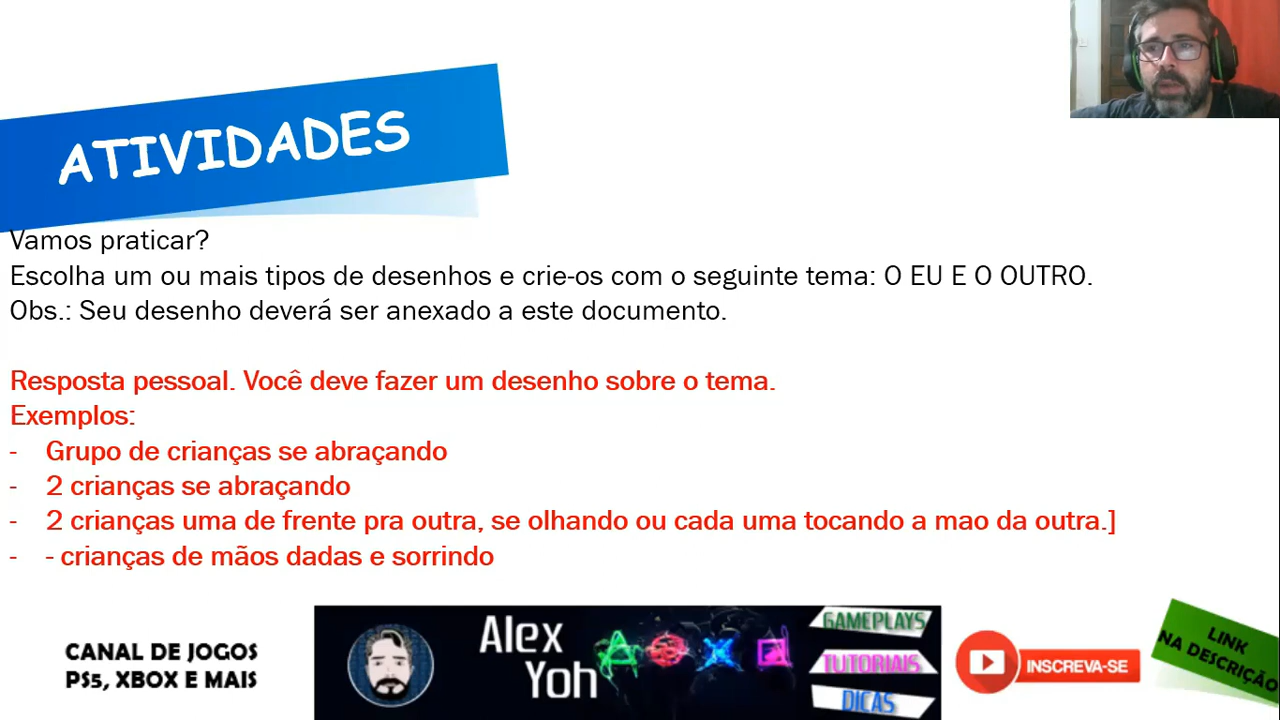 ATIVIDADES
Vamos praticar?
Escolha um ou mais tipos de desenhos e crie-os com o seguinte tema: O EU E O OUTRO.
Obs.: Seu desenho deverá ser anexado a este documento.
Resposta pessoal. Você deve fazer um desenho sobre o tema.
Exemplos:
- Grupo de crianças se abraçando
- 2 crianças se abraçando
- 2 crianças uma de frente pra outra, se olhando ou cada uma tocando a mao da outra.]
- - crianças de mãos dadas e sorrindo
CANAL DE JOGOS
PS5, XBOX E MAIS
Alex
Yoh
GAMEPLAYS
TUTORIAIS
DICAS
INSCREVA-SE
LINK
NA DESCRIÇÃO